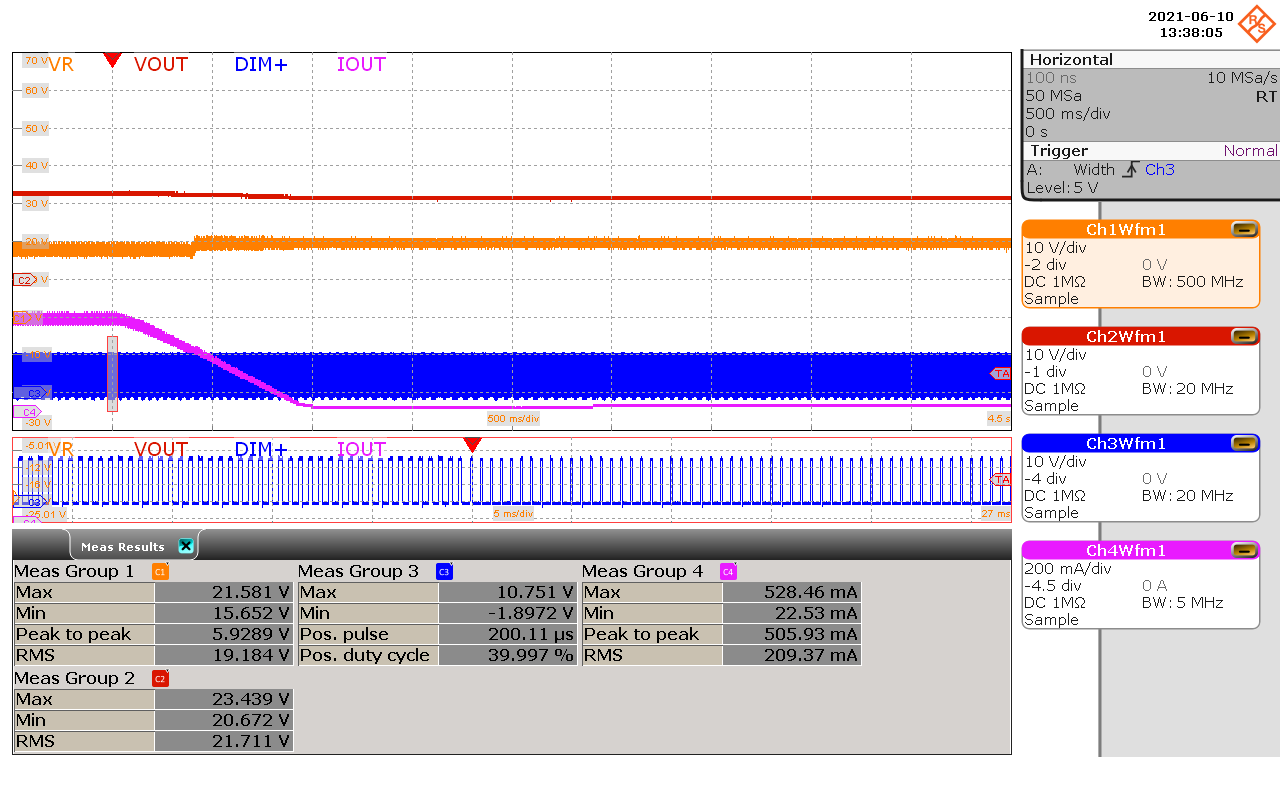 2021-06-10
13:38:05
R S
70 V VR VOUT DIM+ IOUT
60 V
50 V
40 V
30 V
20 V
C2 0 V
C3
C4
-30 V
TA
500 ms/div
4.5 s
-5.01 VR VOUT DIM+ IOUT
-12 V
C3
TA
-25.01 V
5 ms/div
27 ms
Horizontal
100 ns 10 MSa/s
50 MSa RT
500 ms/div
0 s
Trigger Normal
A: Width Ch3
Level: 5 V
Ch1Wfm1
10 V/div
-2 div 0 V
DC 1MΩ BW: 500 MHz
Sample
Ch2Wfm1
10 V/div
-1 div 0 V
DC 1MΩ BW: 20 MHz
Sample
Ch3Wfm1
10 V/div
-4 div 0 V
DC 1MΩ BW: 20 MHz
Sample
Ch4Wfm1
200 mA/div
-4.5 div 0 A
DC 1MΩ BW: 5 MHz
Sample
Meas Results
Meas Group 1 C1
Max 21.581 V
Min 15.652 V
Peak to peak 5.9289 V
RMS 19.184 V
Meas Group 3 C3
Max 10.751 V
Min -1.8972 V
Pos. pulse 200.11 µs
Pos. duty cycle 39.997 %
Meas Group 4 C4
Max 528.46 mA
Min 22.53 mA
Peak to peak 505.93 mA
RMS 209.37 mA
Meas Group 2 C2
Max 23.439 V
Min 20.672 V
RMS 21.711 V